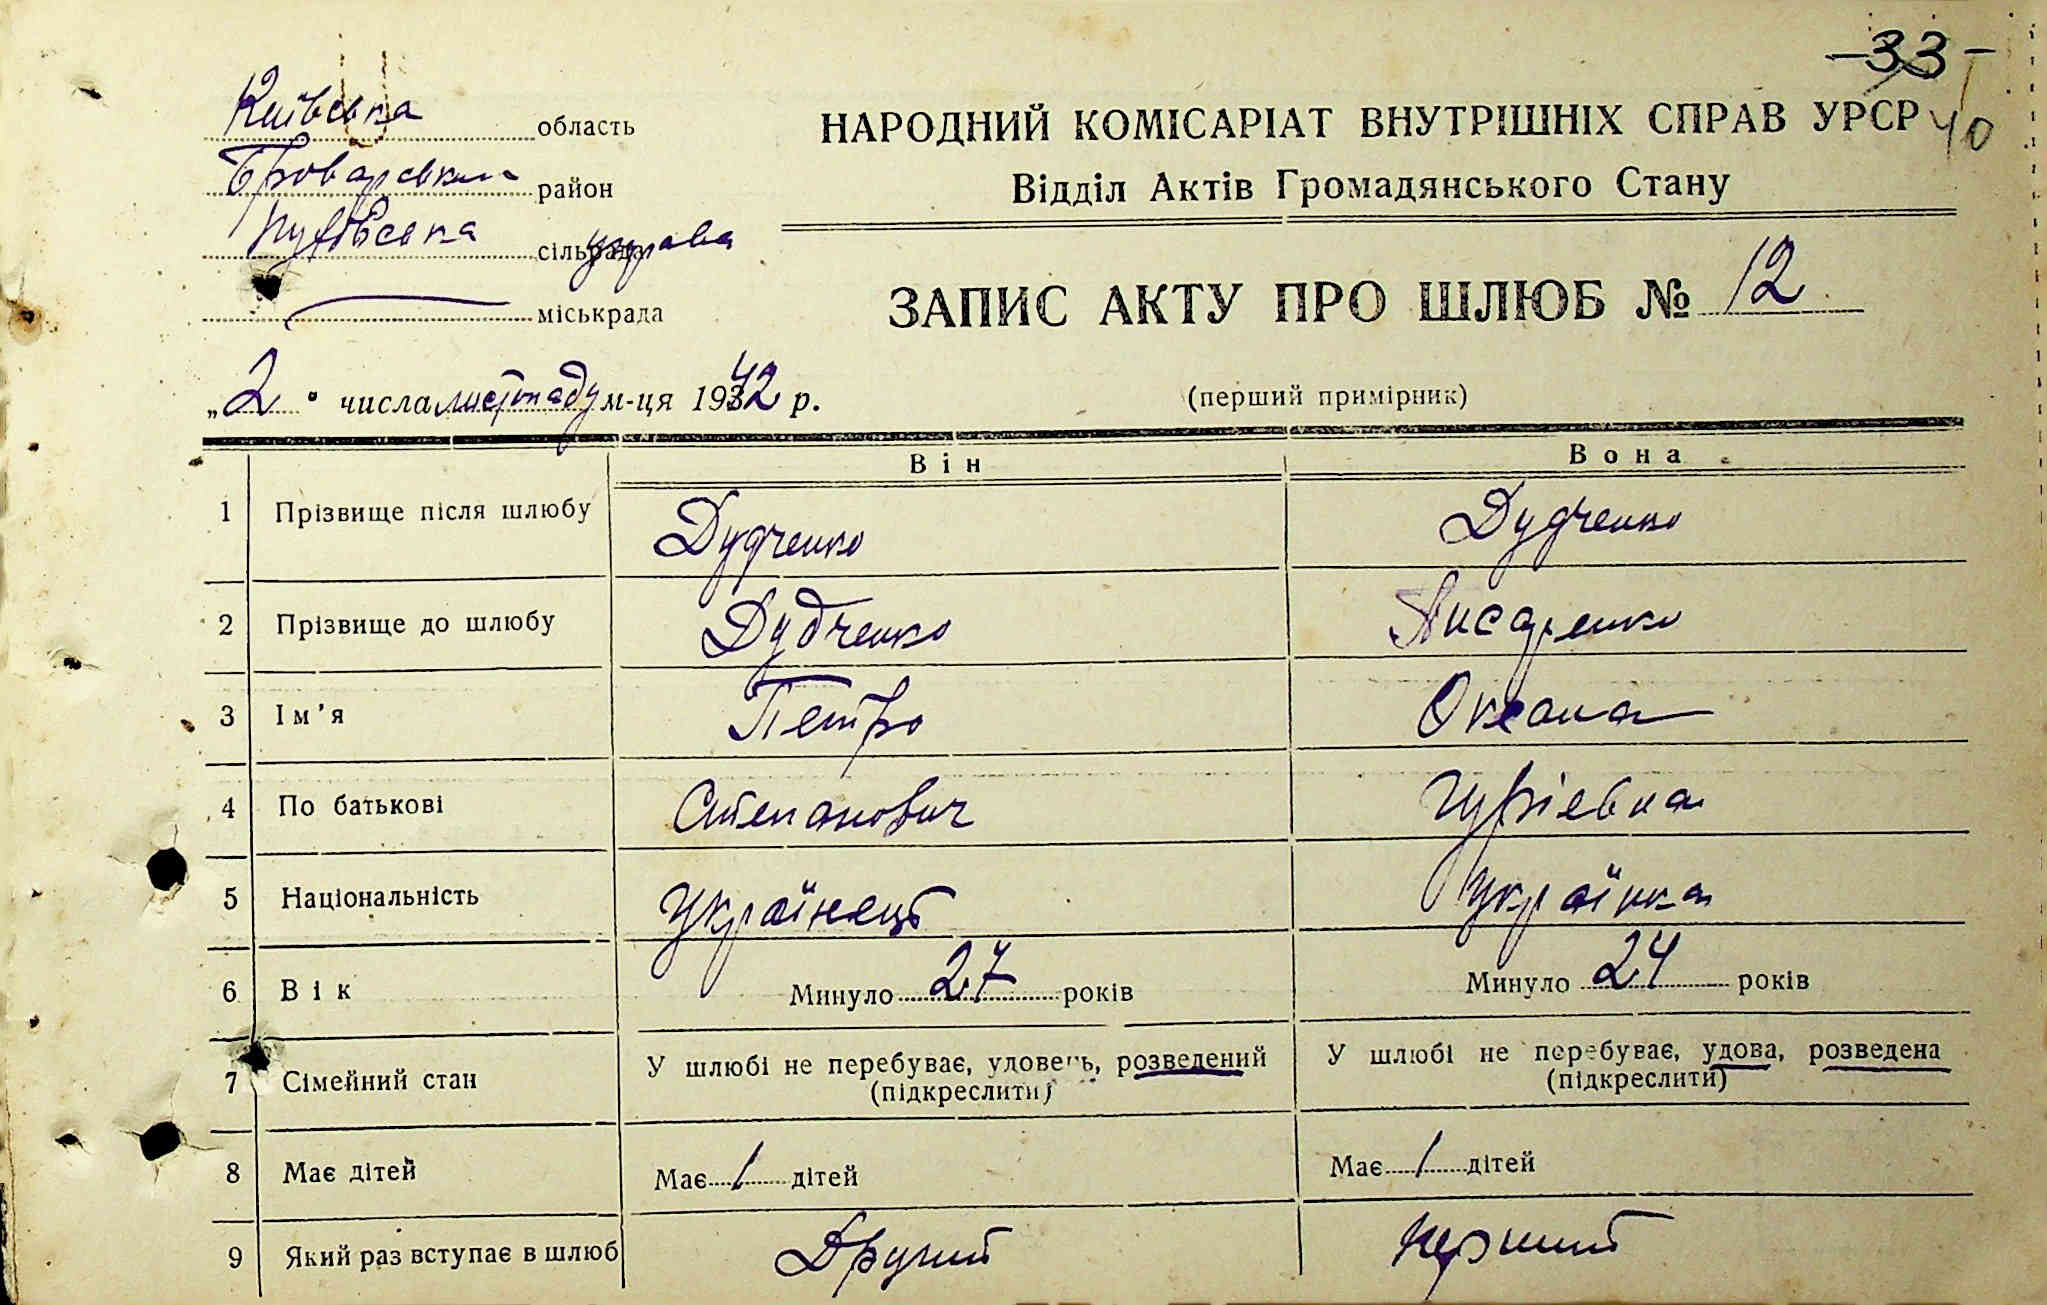 -33-
Київська область
НАРОДНИЙ КОМІСАРІАТ ВНУТРІШНІХ СПРАВ УРСР
40
Броварський район
Відділ Актів Громадянського Стану
сільрада управа
міськрада
ЗАПИС АКТУ ПРО ШЛЮБ № 12
„2" числа листопаду м-ця 1942 р.
(перший примірник)
Він Вона
1 Прізвище після шлюбу Дудченко Дудченко
2 Прізвище до шлюбу Дудченко Писаренко
3 Ім'я Петро Оксана
4 По батькові Степанович Гуріевна
5 Національність Українець Українка
6 Вік Минуло 27 років Минуло 24 років
7 Сімейний стан У шлюбі не перебуває, удовець, розведений У шлюбі не перебуває, удова, розведена
(підкреслити) (підкреслити)
8 Має дітей Має 1 дітей Має 1 дітей
9 Який раз вступає в шлюб Другий Перший